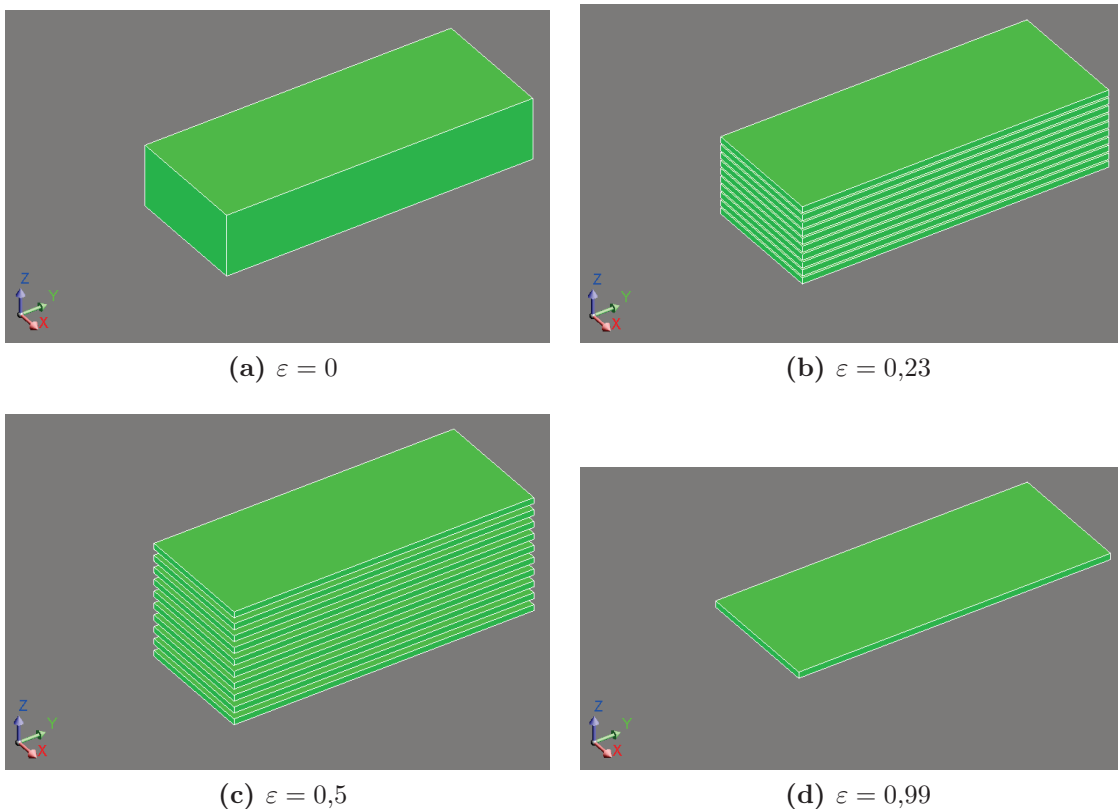 Z
Y
X
(a) ε = 0
Z
Y
X
(b) ε = 0,23
Z
Y
X
(c) ε = 0,5
Z
Y
X
(d) ε = 0,99